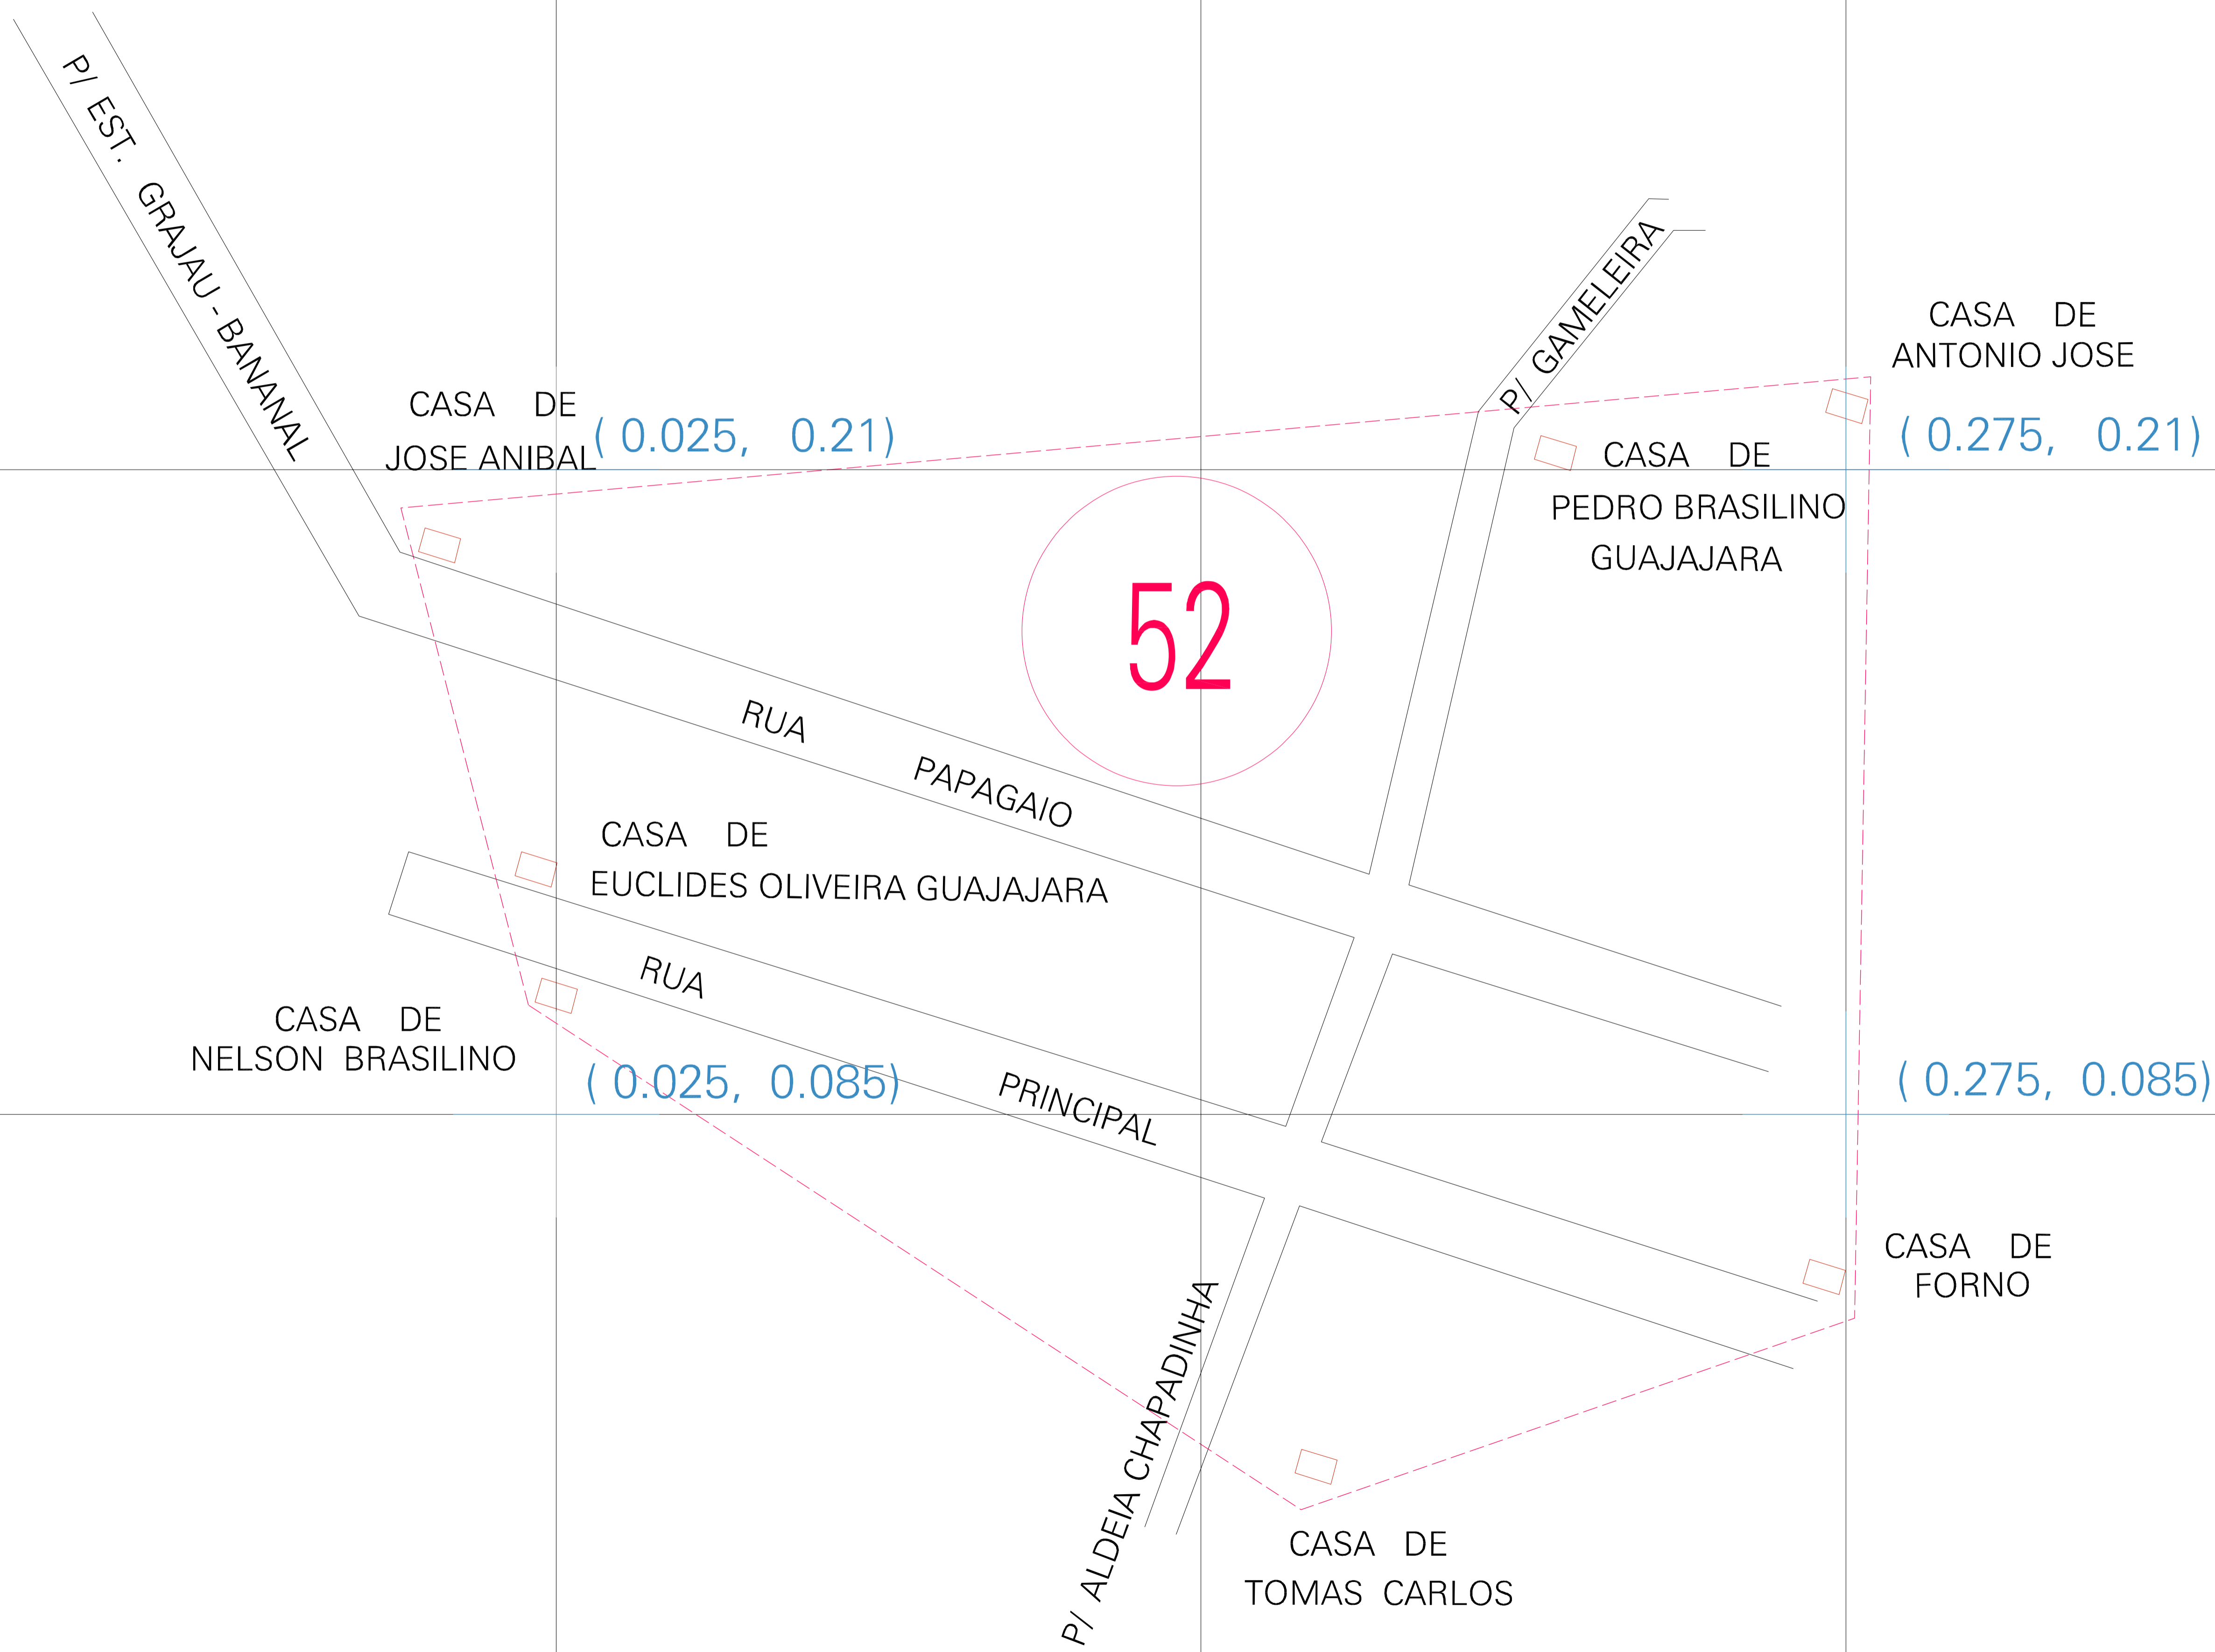 P/ EST. GRAJAU - BANANAL
P/ GAMELEIRA
CASA DE
ANTONIO JOSE
( 0.275, 0.21)
CASA DE
JOSE ANIBAL
( 0.025, 0.21)
CASA DE
PEDRO BRASILINO
GUAJAJARA
52
RUA PAPAGAIO
CASA DE
EUCLIDES OLIVEIRA GUAJAJARA
RUA PRINCIPAL
CASA DE
NELSON BRASILINO
( 0.025, 0.085)
( 0.275, 0.085)
CASA DE
FORNO
P/ ALDEIA CHAPADINHA
CASA DE
TOMAS CARLOS